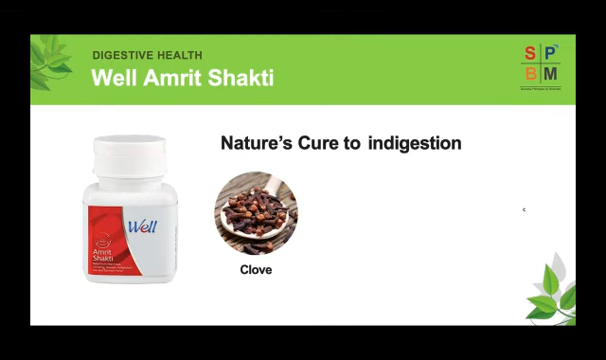 DIGESTIVE HEALTH
Well Amrit Shakti
S P
B M
Nature's Cure to indigestion
Well
Amrit
Shakti
Clove